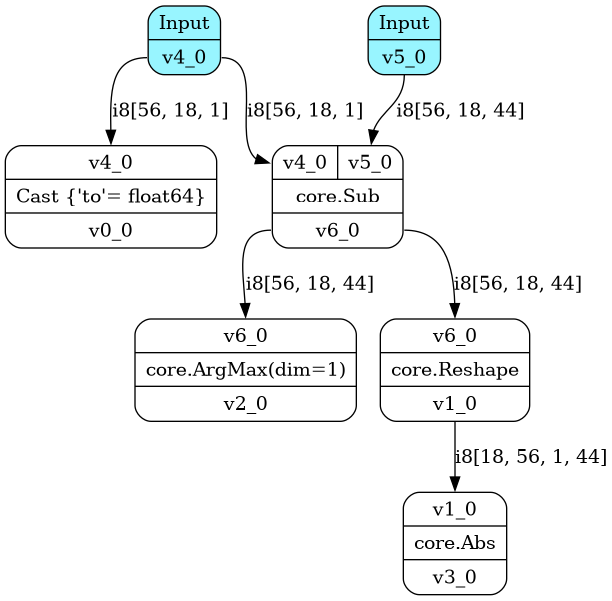 Input
v4_0
Input
v5_0
i8[56, 18, 1]
i8[56, 18, 1]
i8[56, 18, 44]
v4_0
Cast {'to'= float64}
v0_0
v4_0 v5_0
core.Sub
v6_0
i8[56, 18, 44]
i8[56, 18, 44]
v6_0
core.ArgMax(dim=1)
v2_0
v6_0
core.Reshape
v1_0
i8[18, 56, 1, 44]
v1_0
core.Abs
v3_0